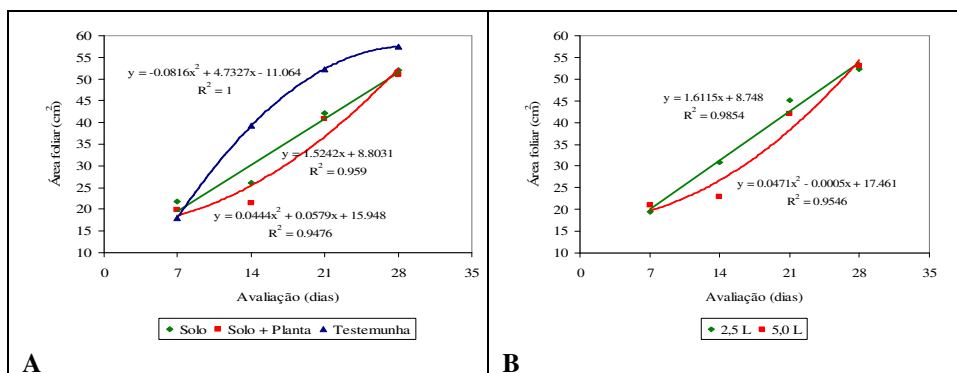 60
55
50
45
40
35
30
25
20
15
10
Área foliar (cm²)
y = -0.0816x² + 4.7327x - 11.064
R² = 1
y = 1.5242x + 8.8031
R² = 0.959
y = 0.0444x² + 0.0579x + 15.948
R² = 0.9476
0 7 14 21 28 35
Avaliação (dias)
Solo Solo + Planta Testemunha
A
60
55
50
45
40
35
30
25
20
15
10
Área foliar (cm²)
y = 1.6115x + 8.748
R² = 0.9854
y = 0.0471x² - 0.0005x + 17.461
R² = 0.9546
0 7 14 21 28 35
Avaliação (dias)
2,5 L 5,0 L
B